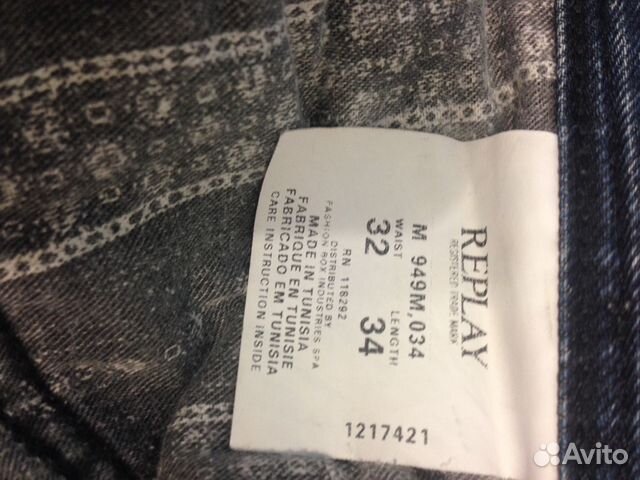 REPLAY
REGISTERED TRADE MARK
M 949M,034
WAIST LENGTH
32 34
RN 118292
DISTRIBUTED BY
FASHION BOX INDUSTRIES SPA
MADE IN TUNISIA
FABRIQUE EN TUNISIE
FABRICADO EM TUNISIA
CARE INSTRUCTION INSIDE
1217421
Avito